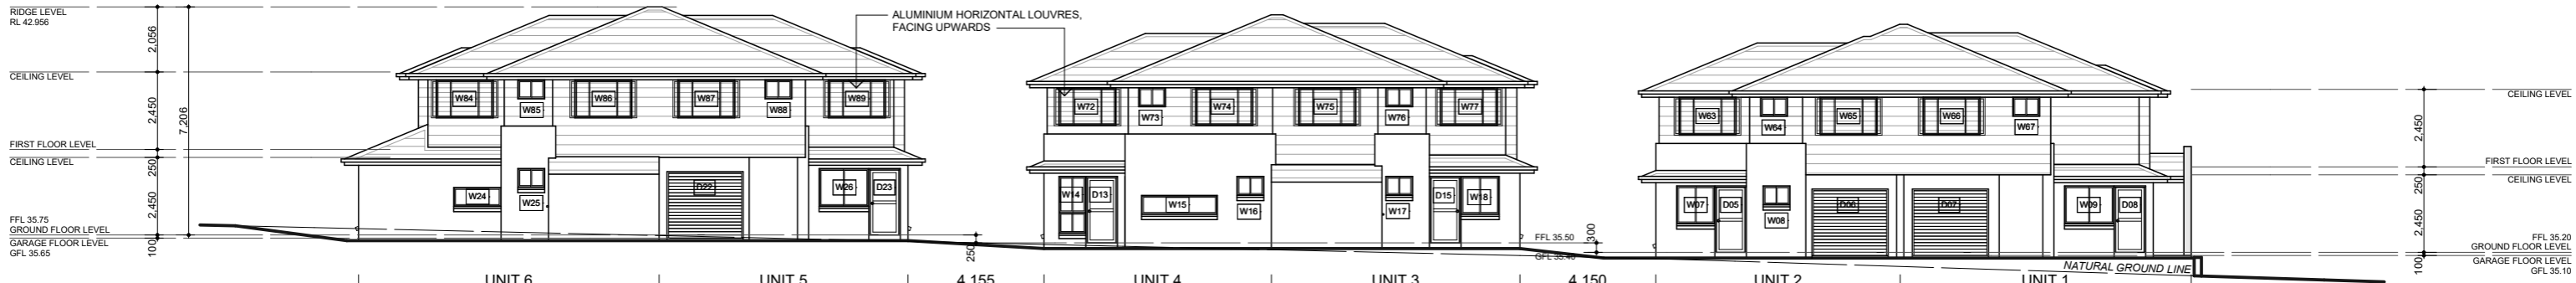 RIDGE LEVEL
RL 42.956
CEILING LEVEL
FIRST FLOOR LEVEL
CEILING LEVEL
FFL 35.75
GROUND FLOOR LEVEL
GARAGE FLOOR LEVEL
GFL 35.65
2,056
2,450
250
2,450
100
7,206
ALUMINIUM HORIZONTAL LOUVRES,
FACING UPWARDS
W84
W85
W86
W87
W88
W89
W24
W25
D22
W26
D23
250
W72
W73
W74
W75
W76
W77
W14
D13
W15
W16
W17
D15
W18
FFL 35.50
GFL 35.40
300
W63
W64
W65
W66
W67
W07
D05
W08
D06
D07
W09
D08
NATURAL GROUND LINE
UNIT 6
UNIT 5
4,155
UNIT 4
UNIT 3
4,150
UNIT 2
UNIT 1
2,450
250
2,450
100
CEILING LEVEL
FIRST FLOOR LEVEL
CEILING LEVEL
FFL 35.20
GROUND FLOOR LEVEL
GARAGE FLOOR LEVEL
GFL 35.10